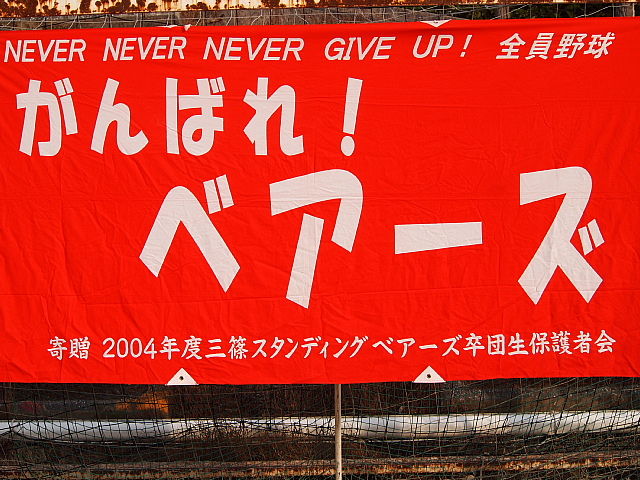 NEVER NEVER NEVER GIVE UP! 全員野球
がんばれ!
ベアーズ
寄贈 2004年度三篠スタンディングベアーズ卒団生保護者会